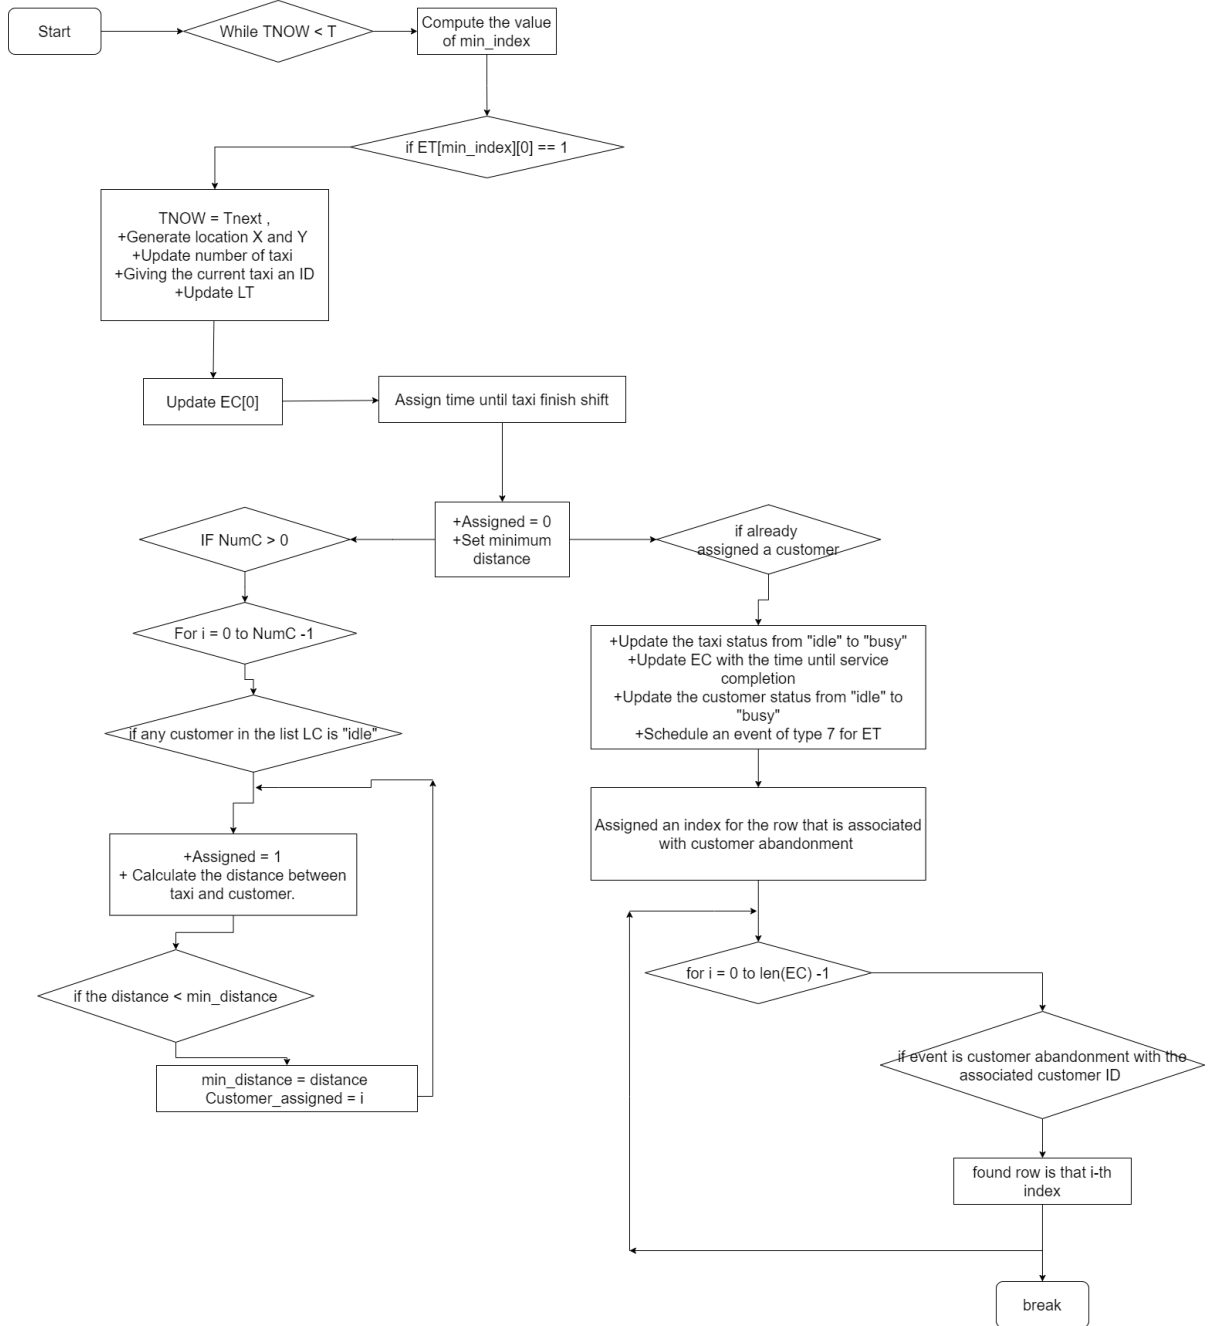 Start
While TNOW < T
Compute the value
of min_index
if ET[min_index][0] == 1
TNOW = Tnext ,
+Generate location X and Y
+Update number of taxi
+Giving the current taxi an ID
+Update LT
Update EC[0]
Assign time until taxi finish shift
+Assigned = 0
+Set minimum
distance
IF NumC > 0
if already
assigned a customer
For i = 0 to NumC -1
+Update the taxi status from "idle" to "busy"
+Update EC with the time until service
completion
+Update the customer status from "idle" to
"busy"
+Schedule an event of type 7 for ET
if any customer in the list LC is "idle"
Assigned an index for the row that is associated
with customer abandonment
+Assigned = 1
+ Calculate the distance between
taxi and customer.
for i = 0 to len(EC) -1
if the distance < min_distance
if event is customer abandonment with the
associated customer ID
min_distance = distance
Customer_assigned = i
found row is that i-th
index
break